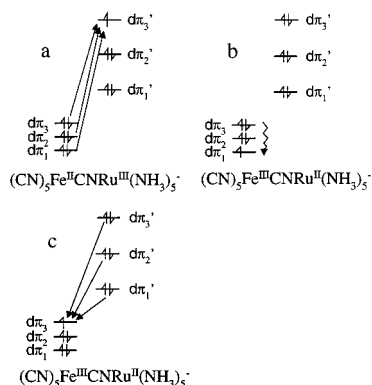 a
dπ₃'
dπ₂'
dπ₁'
dπ₃
dπ₂
dπ₁
(CN)₅FeᴵᴵCNRuᴵᴵᴵ(NH₃)₅⁻
b
dπ₃'
dπ₂'
dπ₁'
dπ₃
dπ₂
dπ₁
(CN)₅FeᴵᴵᴵCNRuᴵᴵ(NH₃)₅⁻
c
dπ₃'
dπ₂'
dπ₁'
dπ₃
dπ₂
dπ₁
(CN)₅FeᴵᴵᴵCNRuᴵᴵ(NH₃)₅⁻